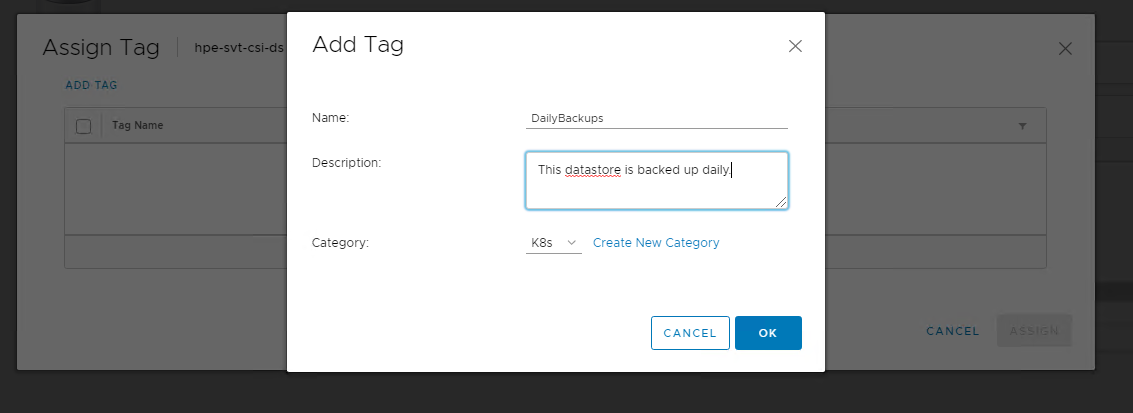 Assign Tag
hpe-svt-csi-ds
ADD TAG
Tag Name
Add Tag
Name:
DailyBackups
Description:
This datastore is backed up daily.
Category:
K8s
Create New Category
CANCEL
OK
CANCEL
ASSIGN